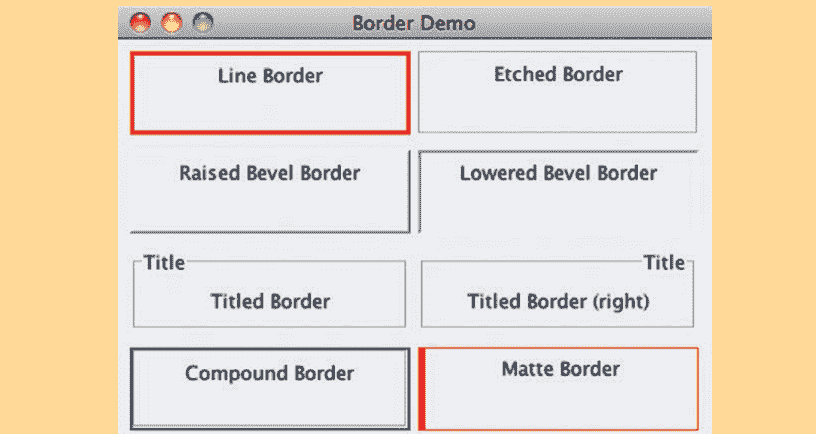 Border Demo
Line Border
Etched Border
Raised Bevel Border
Lowered Bevel Border
Title
Title
Titled Border
Titled Border (right)
Compound Border
Matte Border